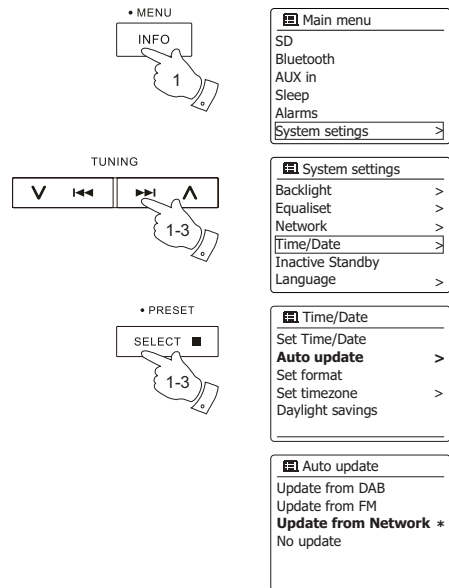 • MENU
INFO
1
TUNING
1-3
• PRESET
SELECT
1-3
Main menu
SD
Bluetooth
AUX in
Sleep
Alarms
System setings >
System settings
Backlight >
Equaliset >
Network >
Time/Date >
Inactive Standby
Language >
Time/Date
Set Time/Date
Auto update >
Set format
Set timezone >
Daylight savings
Auto update
Update from DAB
Update from FM
Update from Network *
No update